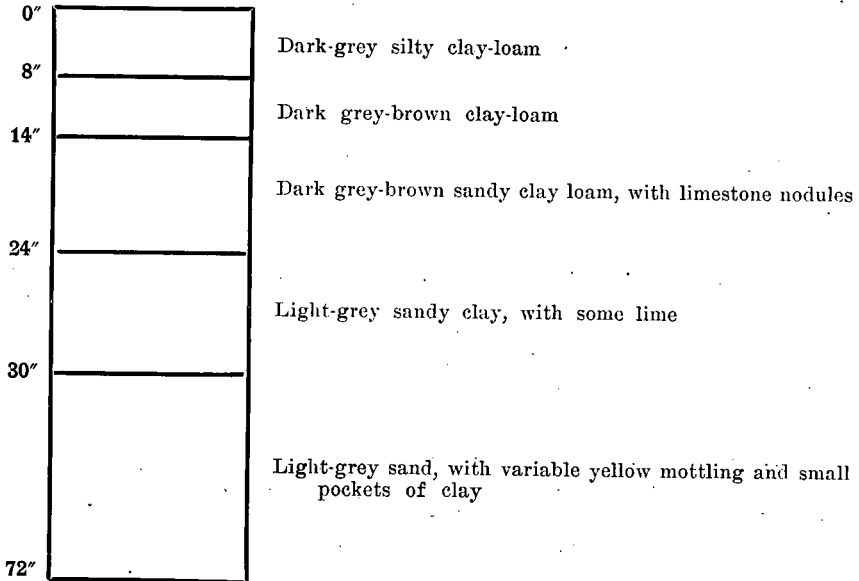 0″
Dark-grey silty clay-loam
8″
Dark grey-brown clay-loam
14″
Dark grey-brown sandy clay loam, with limestone nodules
24″
Light-grey sandy clay, with some lime
30″
Light-grey sand, with variable yellow mottling and small
pockets of clay
72″